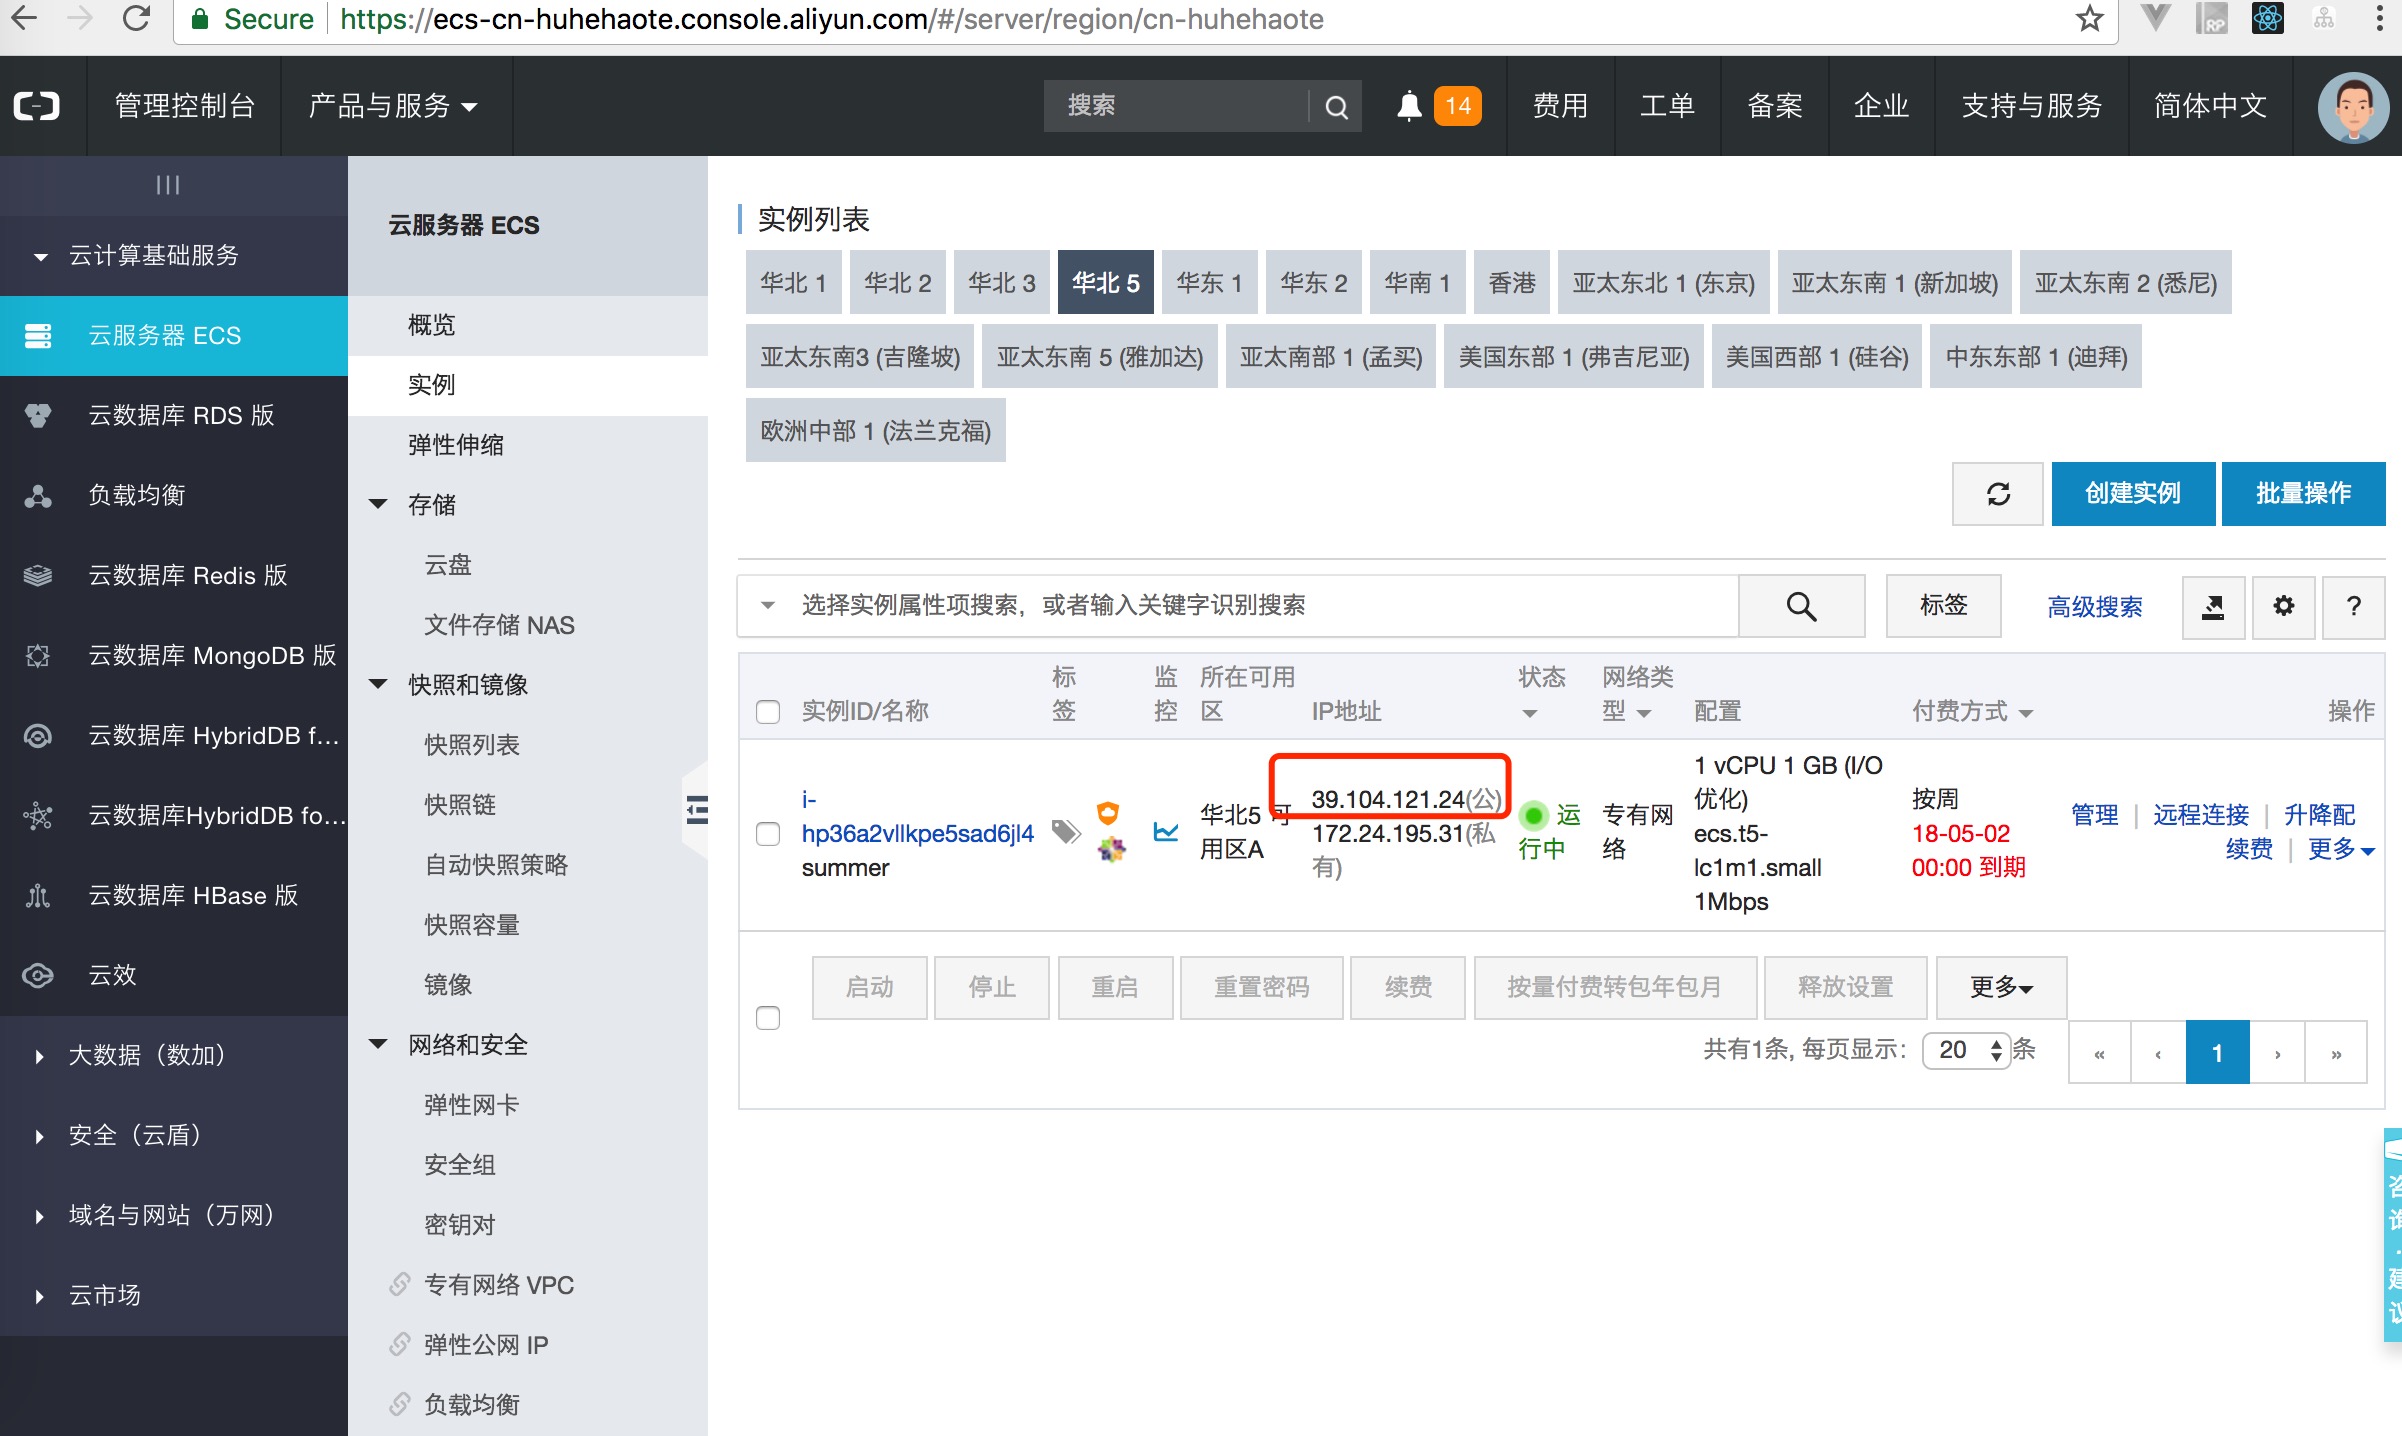 Secure
https://ecs-cn-huhehaote.console.aliyun.com/#/server/region/cn-huhehaote
管理控制台
产品与服务
搜索
14
费用
工单
备案
企业
支持与服务
简体中文
云计算基础服务
云服务器 ECS
云数据库 RDS 版
负载均衡
云数据库 Redis 版
云数据库 MongoDB 版
云数据库 HybridDB f...
云数据库HybridDB fo...
云数据库 HBase 版
云效
大数据（数加）
安全（云盾）
域名与网站（万网）
云市场
云服务器 ECS
概览
实例
弹性伸缩
存储
云盘
文件存储 NAS
快照和镜像
快照列表
快照链
自动快照策略
快照容量
镜像
网络和安全
弹性网卡
安全组
密钥对
专有网络 VPC
弹性公网 IP
负载均衡
实例列表
华北 1
华北 2
华北 3
华北 5
华东 1
华东 2
华南 1
香港
亚太东北 1 (东京)
亚太东南 1 (新加坡)
亚太东南 2 (悉尼)
亚太东南3 (吉隆坡)
亚太东南 5 (雅加达)
亚太南部 1 (孟买)
美国东部 1 (弗吉尼亚)
美国西部 1 (硅谷)
中东东部 1 (迪拜)
欧洲中部 1 (法兰克福)
创建实例
批量操作
选择实例属性项搜索，或者输入关键字识别搜索
标签
高级搜索
?
实例ID/名称
标
签
监
控
所在可用
区
IP地址
状态
网络类
型
配置
付费方式
操作
i-
hp36a2vllkpe5sad6jl4
summer
华北5 可
用区A
39.104.121.24(公)
172.24.195.31(私
有)
运
行中
专有网
络
1 vCPU 1 GB (I/O
优化)
ecs.t5-
lc1m1.small
1Mbps
按周
18-05-02
00:00 到期
管理
远程连接
升降配
续费
更多
启动
停止
重启
重置密码
续费
按量付费转包年包月
释放设置
更多
共有1条, 每页显示：
20
条
«
‹
1
›
»
咨
询
·
建
议